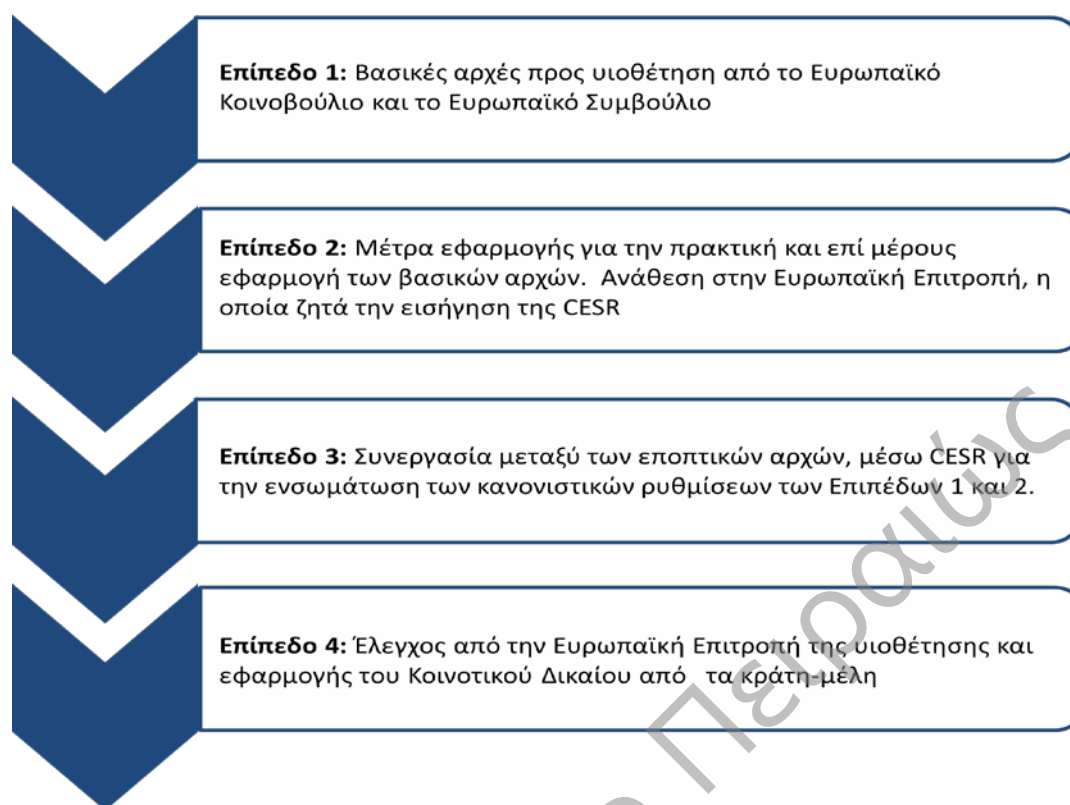 Επίπεδο 1: Βασικές αρχές προς υιοθέτηση από το Ευρωπαϊκό
Κοινοβούλιο και το Ευρωπαϊκό Συμβούλιο
Επίπεδο 2: Μέτρα εφαρμογής για την πρακτική και επί μέρους
εφαρμογή των βασικών αρχών. Ανάθεση στην Ευρωπαϊκή Επιτροπή, η
οποία ζητά την εισήγηση της CESR
Επίπεδο 3: Συνεργασία μεταξύ των εποπτικών αρχών, μέσω CESR για
την ενσωμάτωση των κανονιστικών ρυθμίσεων των Επιπέδων 1 και 2.
Επίπεδο 4: Έλεγχος από την Ευρωπαϊκή Επιτροπή της υιοθέτησης και
εφαρμογής του Κοινοτικού Δικαίου από τα κράτη-μέλη
Πειραιώς